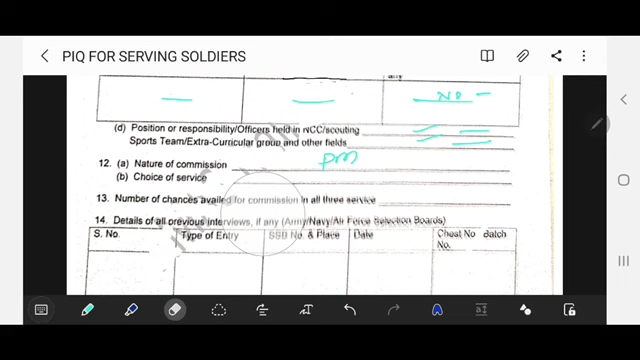 PIQ FOR SERVING SOLDIERS
any
— — NO —
(d) Position or responsibility/Officers held in NCC/scouting
Sports Team/Extra-Curricular group and other fields
12. (a) Nature of commission
(b) Choice of service
13. Number of chances availed for commission in all three service
14. Details of all previous interviews, if any (Army/Navy/Air Force Selection Boards)
S. No. Type of Entry SSB No. & Place Date Chest No Batch
No.